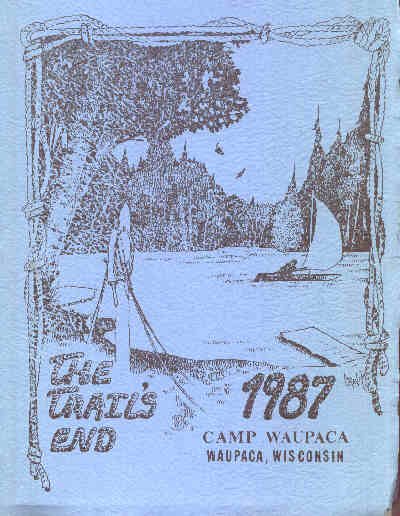 THE
TRAIL'S
END
1987
CAMP WAUPACA
WAUPACA, WISCONSIN